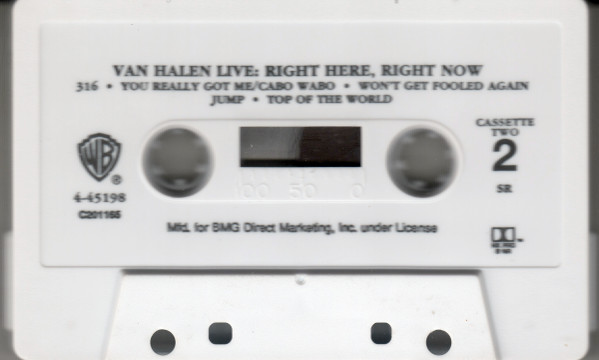 VAN HALEN LIVE: RIGHT HERE, RIGHT NOW
316 • YOU REALLY GOT ME/CABO WABO • WON'T GET FOOLED AGAIN
JUMP • TOP OF THE WORLD
CASSETTE
TWO
2
SR
WB
®
4-45198
C201165
100 50 0
Mfd. for BMG Direct Marketing, Inc. under License